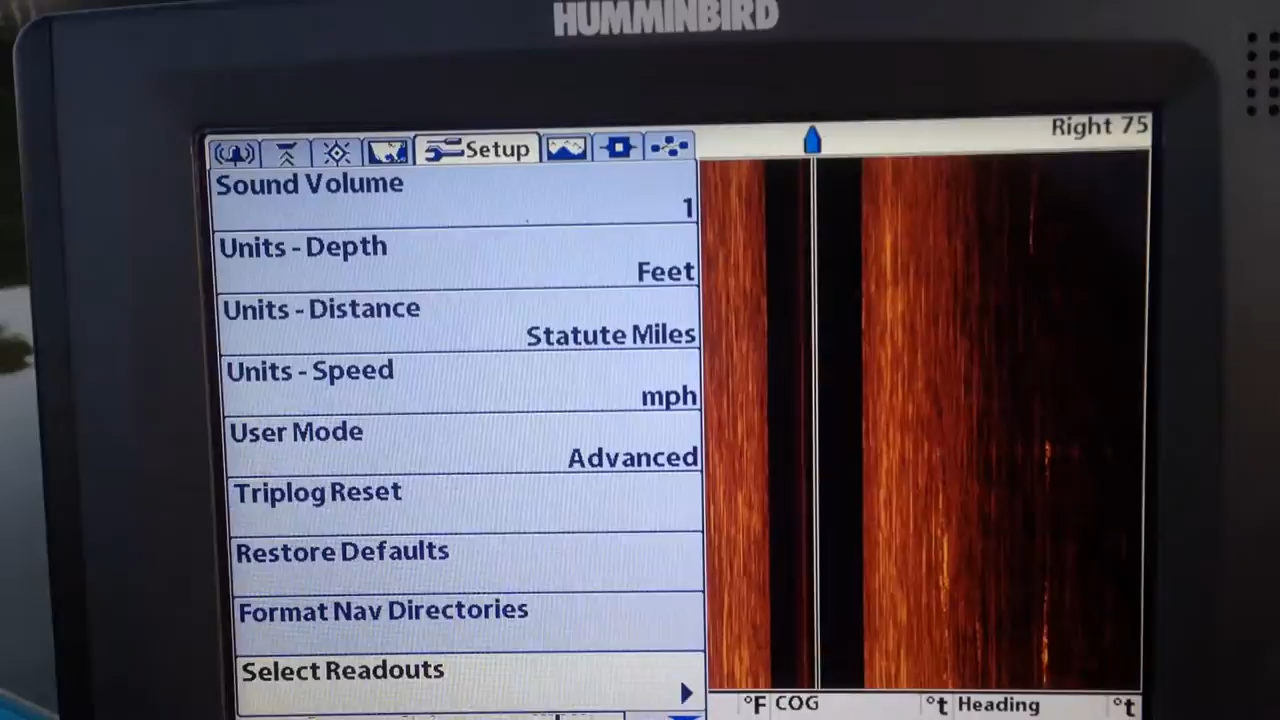 HUMMINBIRD
Right 75
Setup
Sound Volume
1
Units - Depth
Feet
Units - Distance
Statute Miles
Units - Speed
mph
User Mode
Advanced
Triplog Reset
Restore Defaults
Format Nav Directories
Select Readouts
°F COG °t Heading °t